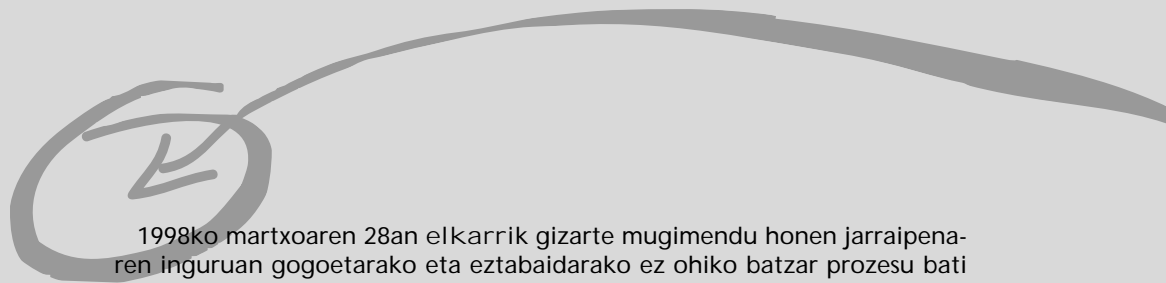 1998ko martxoaren 28an elkarrik gizarte mugimendu honen jarraipena-
ren inguruan gogoetarako eta eztabaidarako ez ohiko batzar prozesu bati